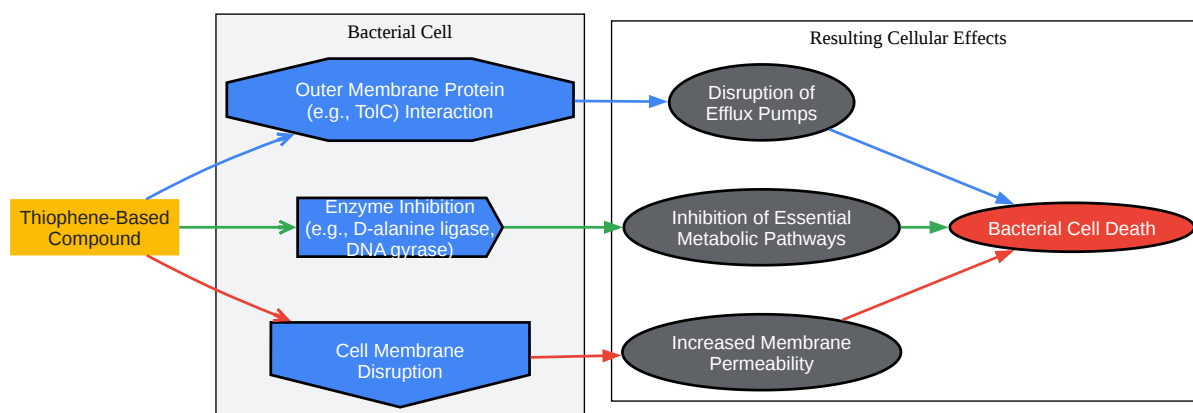 Bacterial Cell
Resulting Cellular Effects
Outer Membrane Protein
(e.g., TolC) Interaction
Disruption of
Efflux Pumps
Thiophene-Based
Compound
Enzyme Inhibition
(e.g., D-alanine ligase,
DNA gyrase)
Inhibition of Essential
Metabolic Pathways
Bacterial Cell Death
Cell Membrane
Disruption
Increased Membrane
Permeability